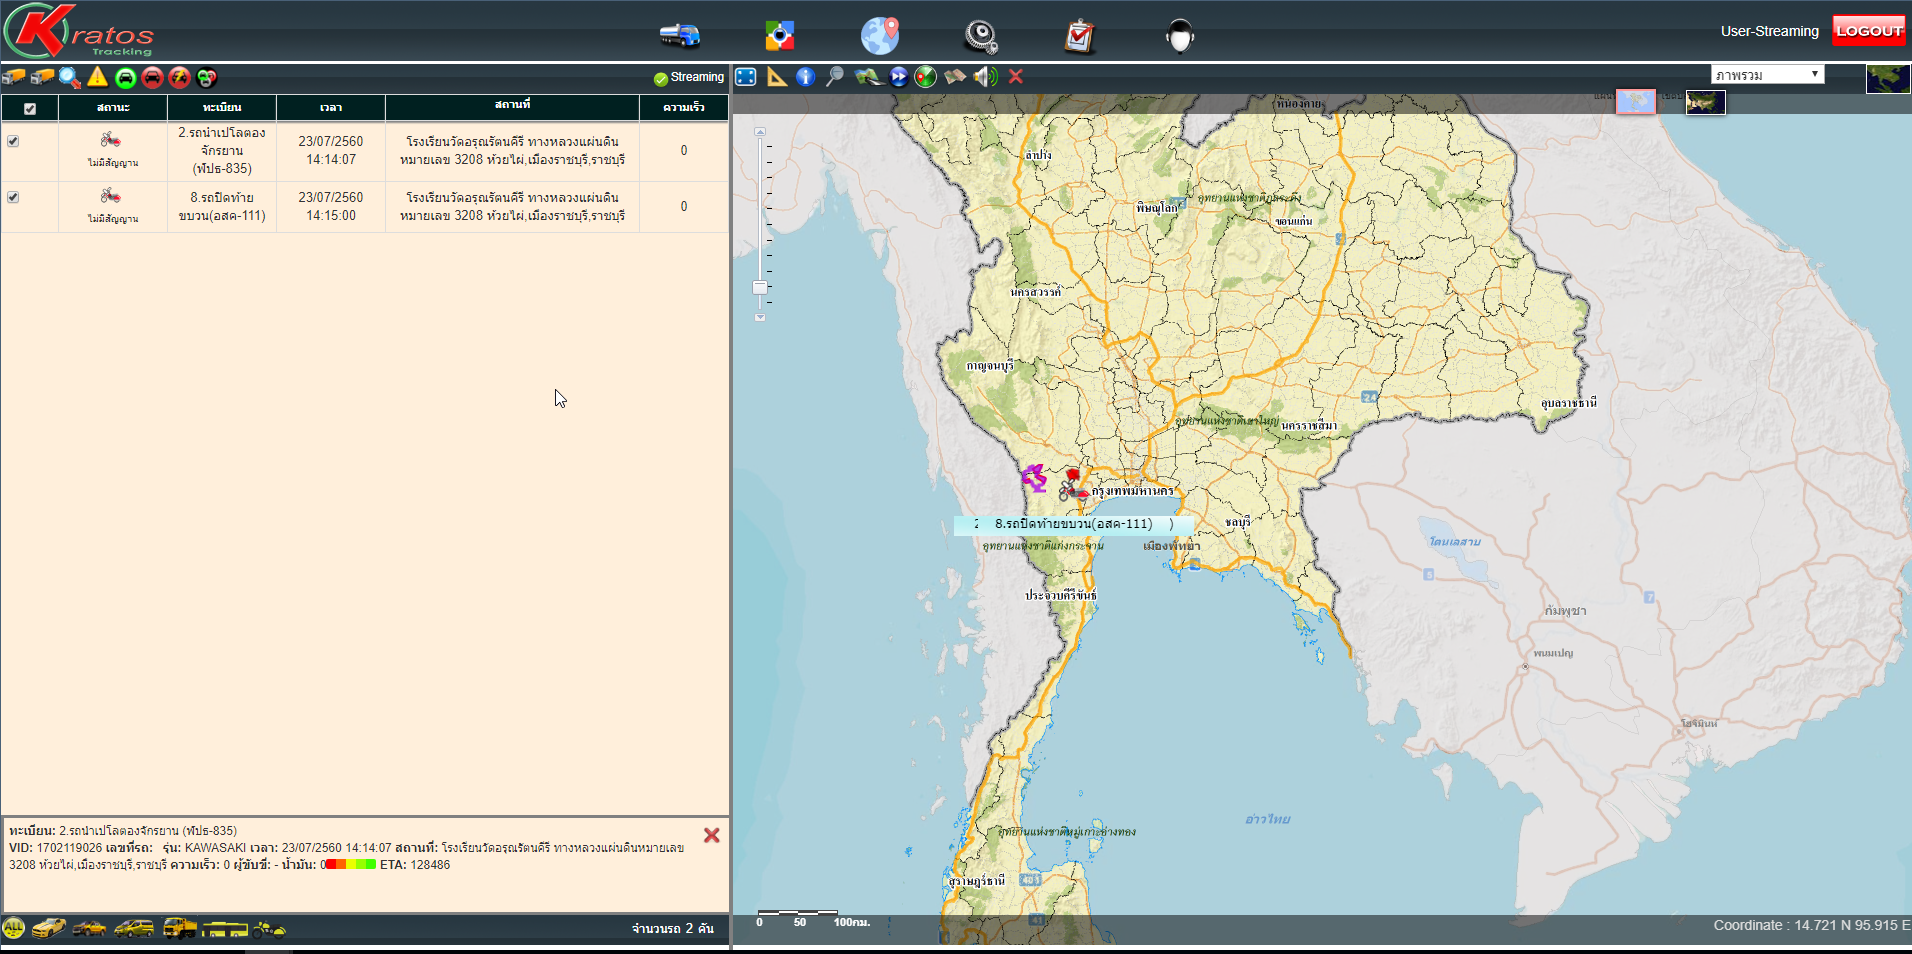 Kratos
Tracking
User-Streaming
LOGOUT
Streaming
ภาพรวม
สถานะ
ทะเบียน
เวลา
สถานที่
ความเร็ว
ไม่มีสัญญาน
2.รถนำเปโลตอง
จักรยาน
(ฬปธ-835)
23/07/2560
14:14:07
โรงเรียนวัดอรุณรัตนคีรี ทางหลวงแผ่นดิน
หมายเลข 3208 ห้วยไผ่,เมืองราชบุรี,ราชบุรี
0
ไม่มีสัญญาน
8.รถปิดท้าย
ขบวน(อสค-111)
23/07/2560
14:15:00
โรงเรียนวัดอรุณรัตนคีรี ทางหลวงแผ่นดิน
หมายเลข 3208 ห้วยไผ่,เมืองราชบุรี,ราชบุรี
0
ทะเบียน: 2.รถนำเปโลตองจักรยาน (ฬปธ-835)
VID: 1702119026 เลขที่รถ: รุ่น: KAWASAKI เวลา: 23/07/2560 14:14:07 สถานที่: โรงเรียนวัดอรุณรัตนคีรี ทางหลวงแผ่นดินหมายเลข
3208 ห้วยไผ่,เมืองราชบุรี,ราชบุรี ความเร็ว: 0 ผู้ขับขี่: - น้ำมัน: 0 ETA: 128486
ALL
จำนวนรถ 2 คัน
หนองคาย
ลำปาง
อุทยานแห่งชาติภูกระดึง
พิษณุโลก
ขอนแก่น
2
นครสวรรค์
กาญจนบุรี
24
อุบลราชธานี
อุทยานแห่งชาติเขาใหญ่
นครราชสีมา
กรุงเทพมหานคร
2 8.รถปิดท้ายขบวน(อสค-111) )
ชลบุรี
อุทยานแห่งชาติแก่งกระจาน
เมืองพัทยา
โตนเลสาบ
5
7
ประจวบคีรีขันธ์
กัมพูชา
พนมเปญ
โฮจิมินห์
อ่าวไทย
อุทยานแห่งชาติหมู่เกาะอ่างทอง
สุราษฎร์ธานี
401
41
0 50 100กม.
Coordinate : 14.721 N 95.915 E